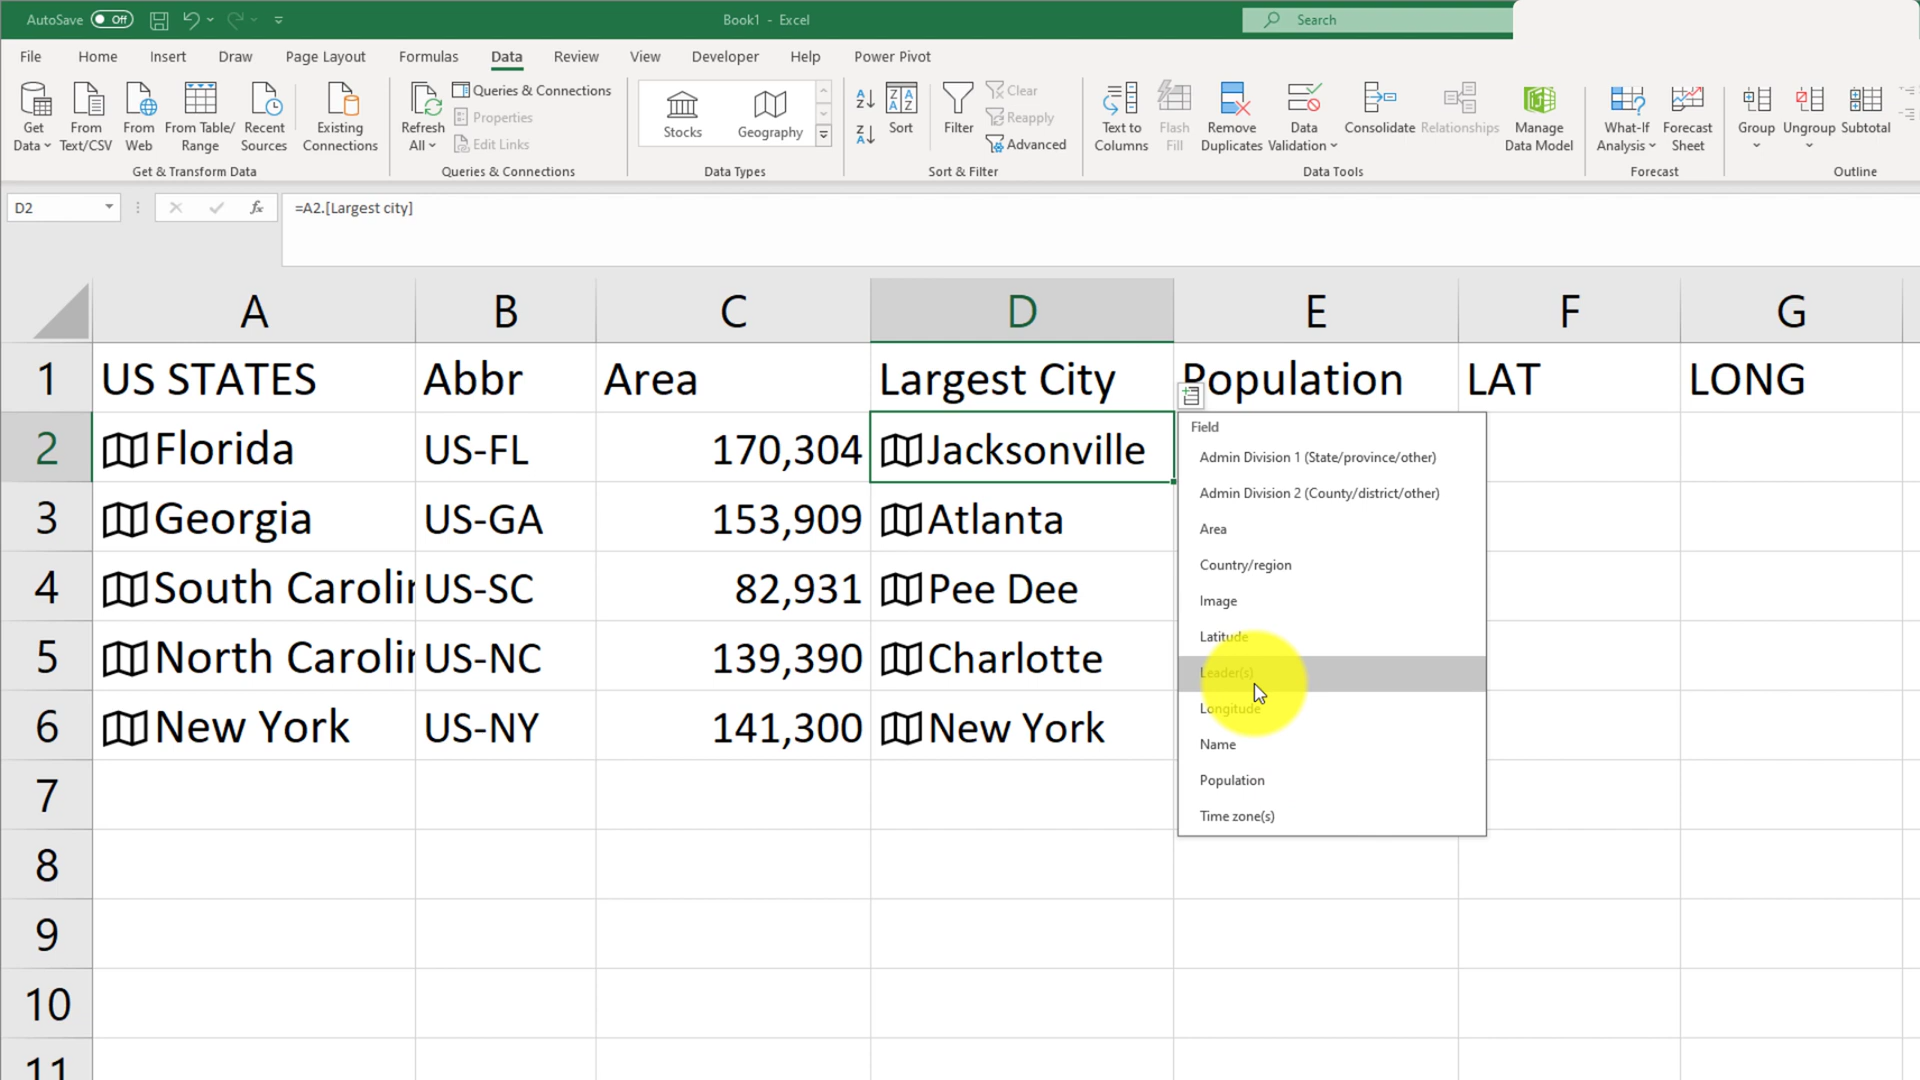 AutoSave Off Book1 - Excel Search
File Home Insert Draw Page Layout Formulas Data Review View Developer Help Power Pivot
Get Data
From Text/CSV
From Web
From Table/ Range
Recent Sources
Existing Connections
Get & Transform Data
Refresh All
Queries & Connections
Properties
Edit Links
Queries & Connections
Stocks
Geography
Data Types
Sort
Filter
Clear
Reapply
Advanced
Sort & Filter
Text to Columns
Flash Fill
Remove Duplicates
Data Validation
Consolidate
Relationships
Manage Data Model
Data Tools
What-If Analysis
Forecast Sheet
Forecast
Group
Ungroup
Subtotal
Outline
D2 fx =A2.[Largest city]
A B C D E F G
1 US STATES Abbr Area Largest City Population LAT LONG
2 Florida US-FL 170,304 Jacksonville
3 Georgia US-GA 153,909 Atlanta
4 South Carolin US-SC 82,931 Pee Dee
5 North Carolin US-NC 139,390 Charlotte
6 New York US-NY 141,300 New York
7
8
9
10
11
Field
Admin Division 1 (State/province/other)
Admin Division 2 (County/district/other)
Area
Country/region
Image
Latitude
Leader(s)
Longitude
Name
Population
Time zone(s)